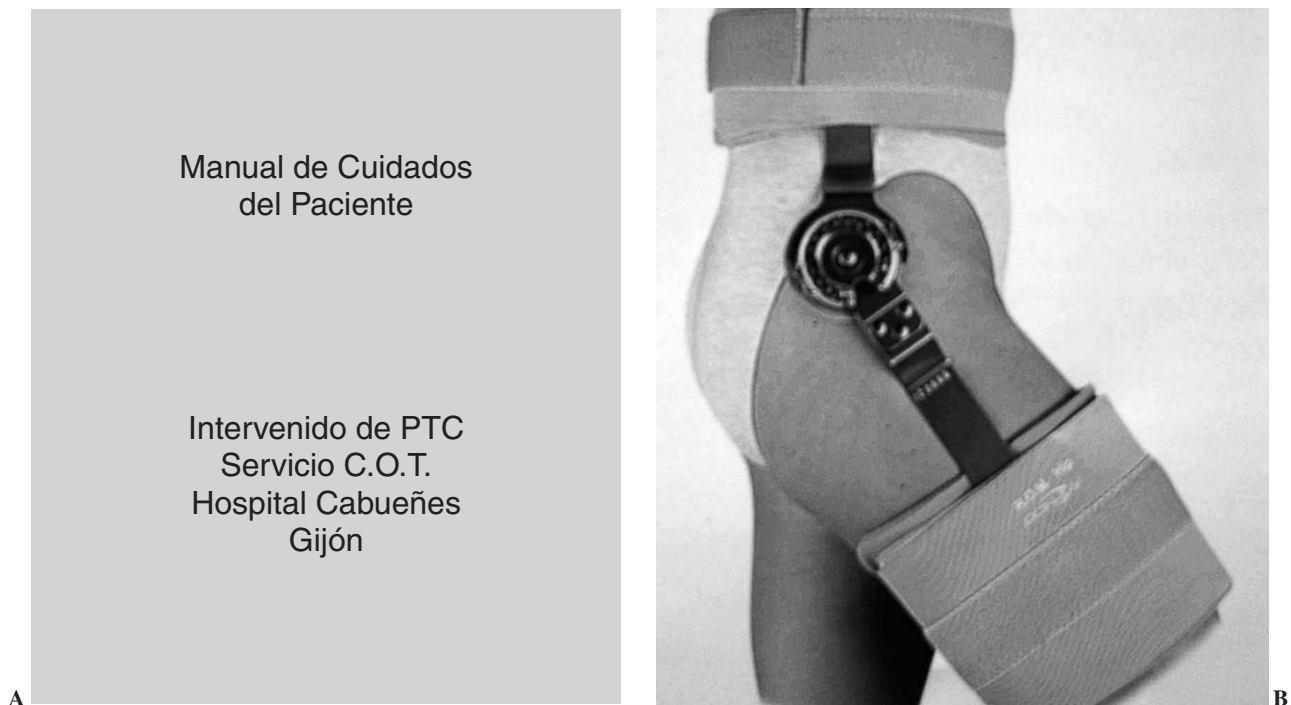 Manual de Cuidados
del Paciente
Intervenido de PTC
Servicio C.O.T.
Hospital Cabueñes
Gijón
A
B